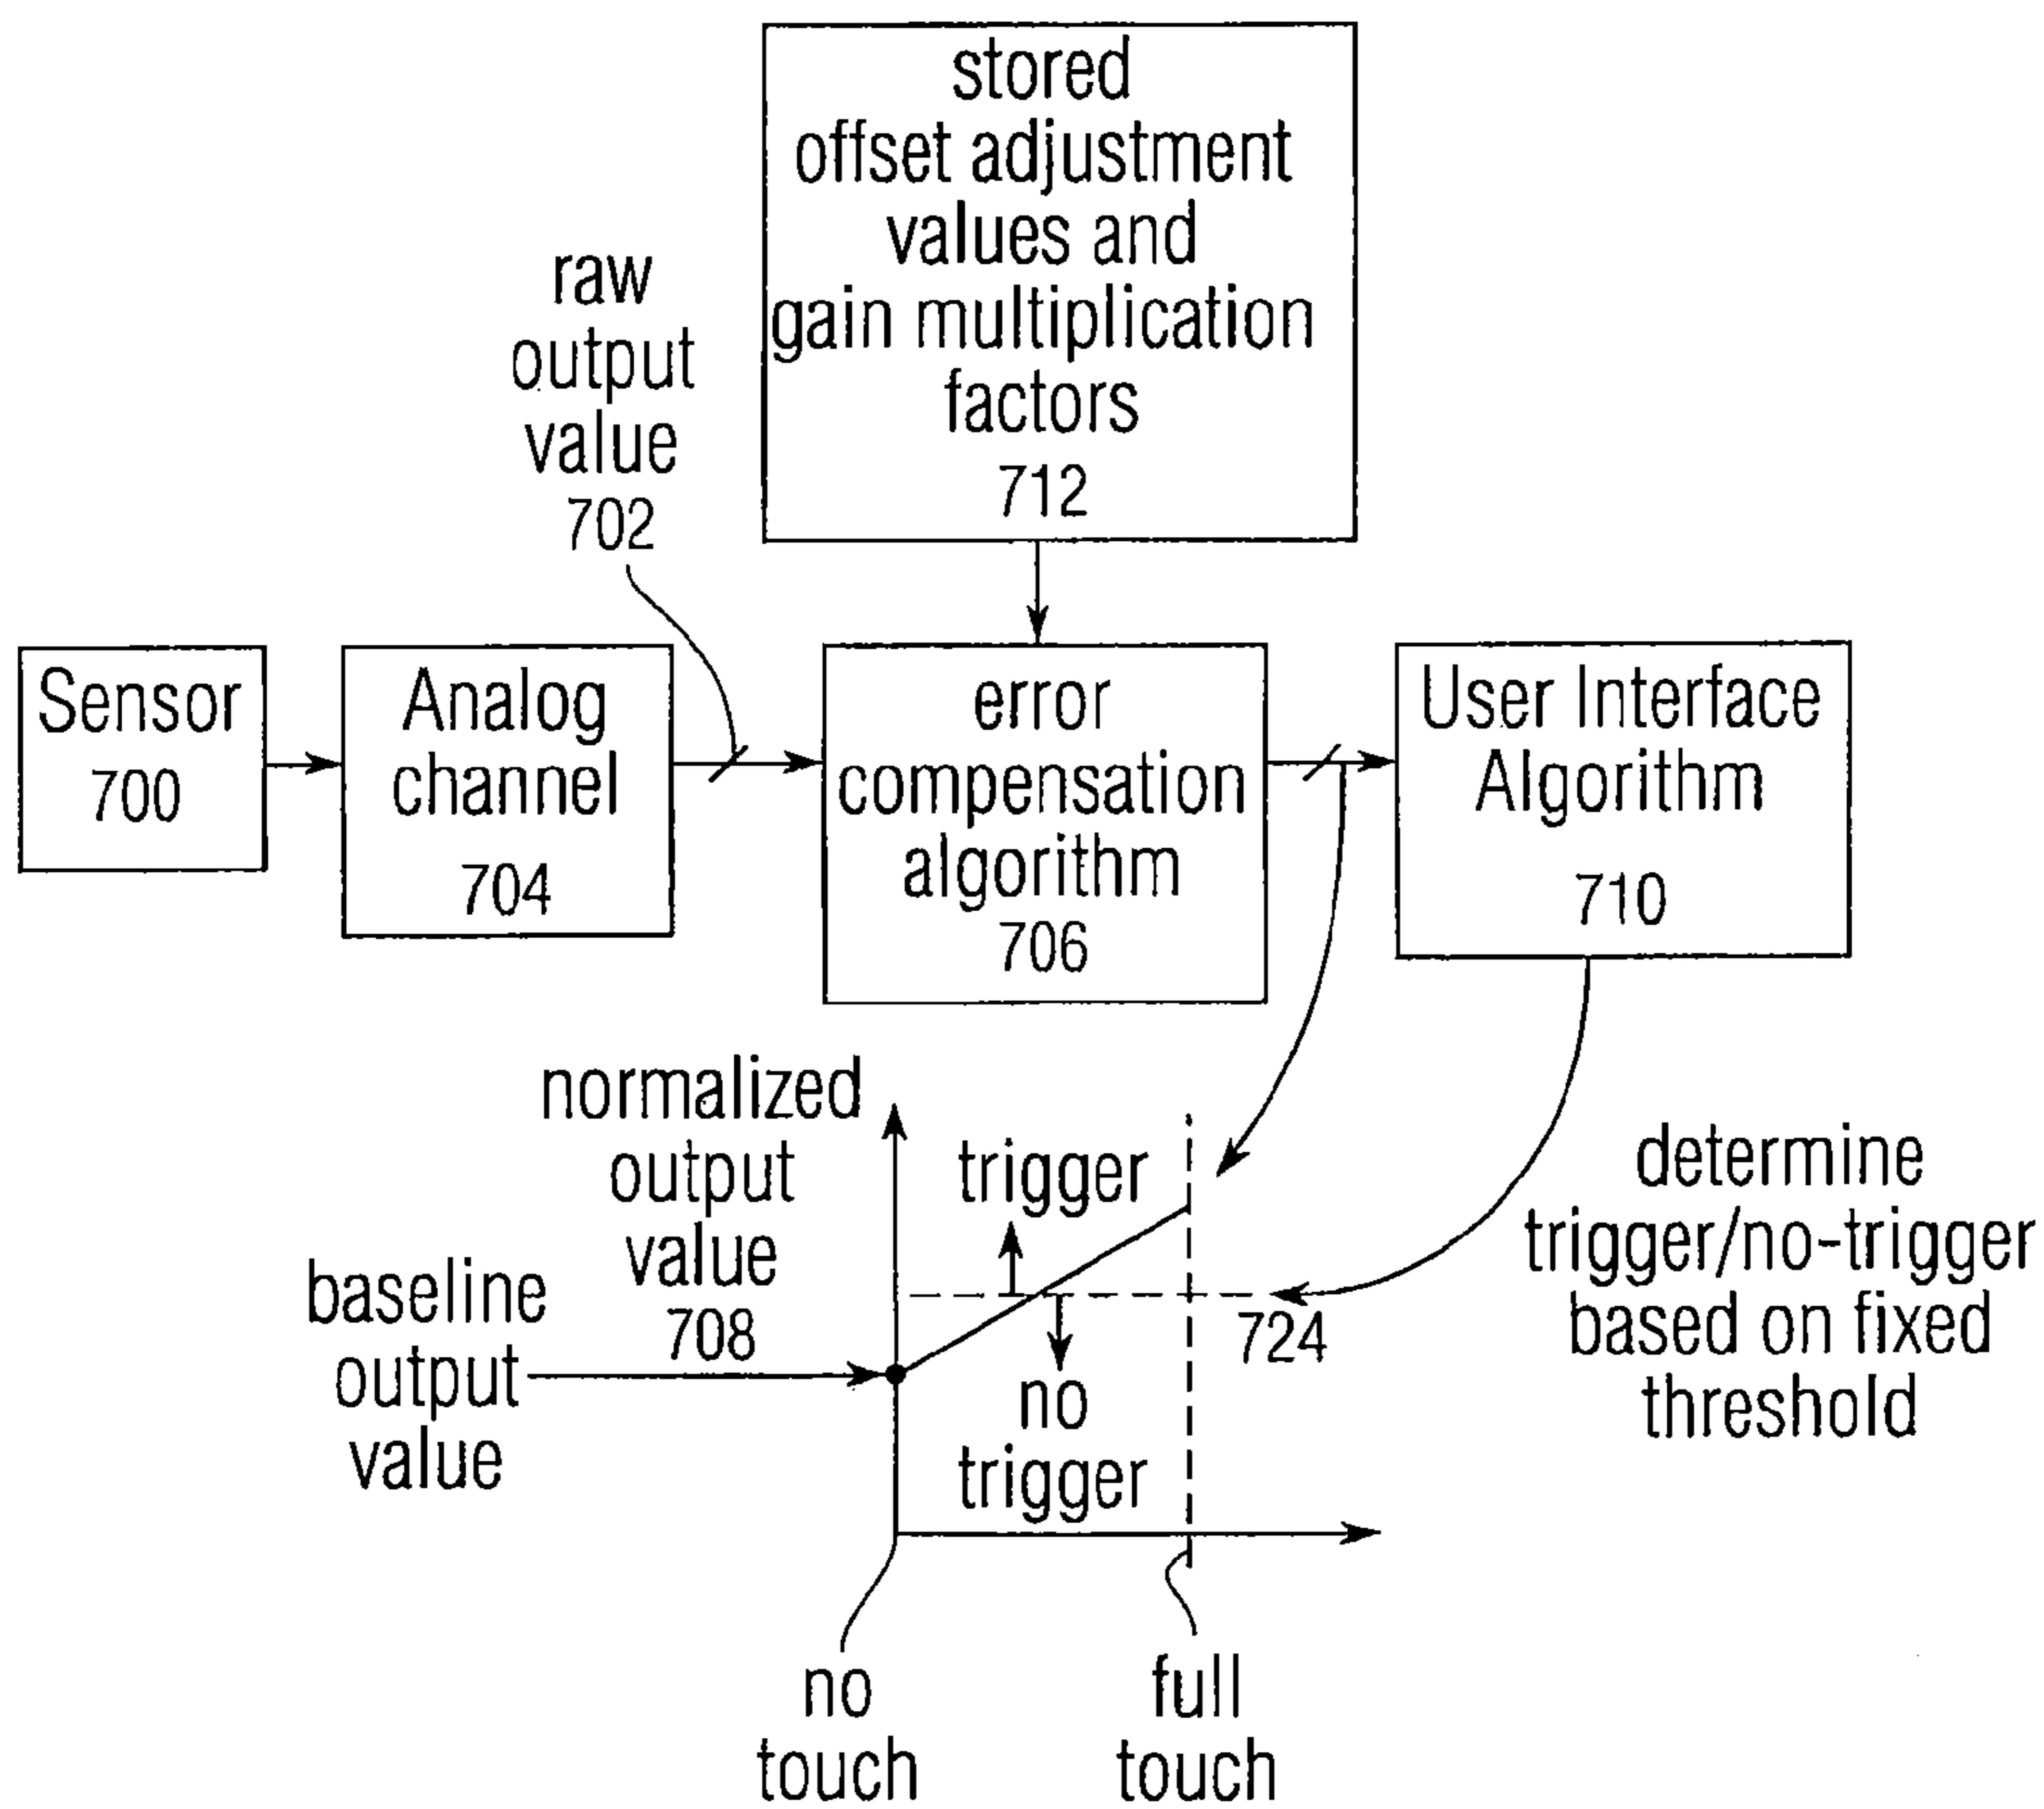 stored
offset adjustment
values and
gain multiplication
factors
712
raw
output
value
702
Sensor
700
Analog
channel
704
error
compensation
algorithm
706
User Interface
Algorithm
710
normalized
output
value
708
baseline
output
value
trigger
no
trigger
724
determine
trigger/no-trigger
based on fixed
threshold
no
touch
full
touch